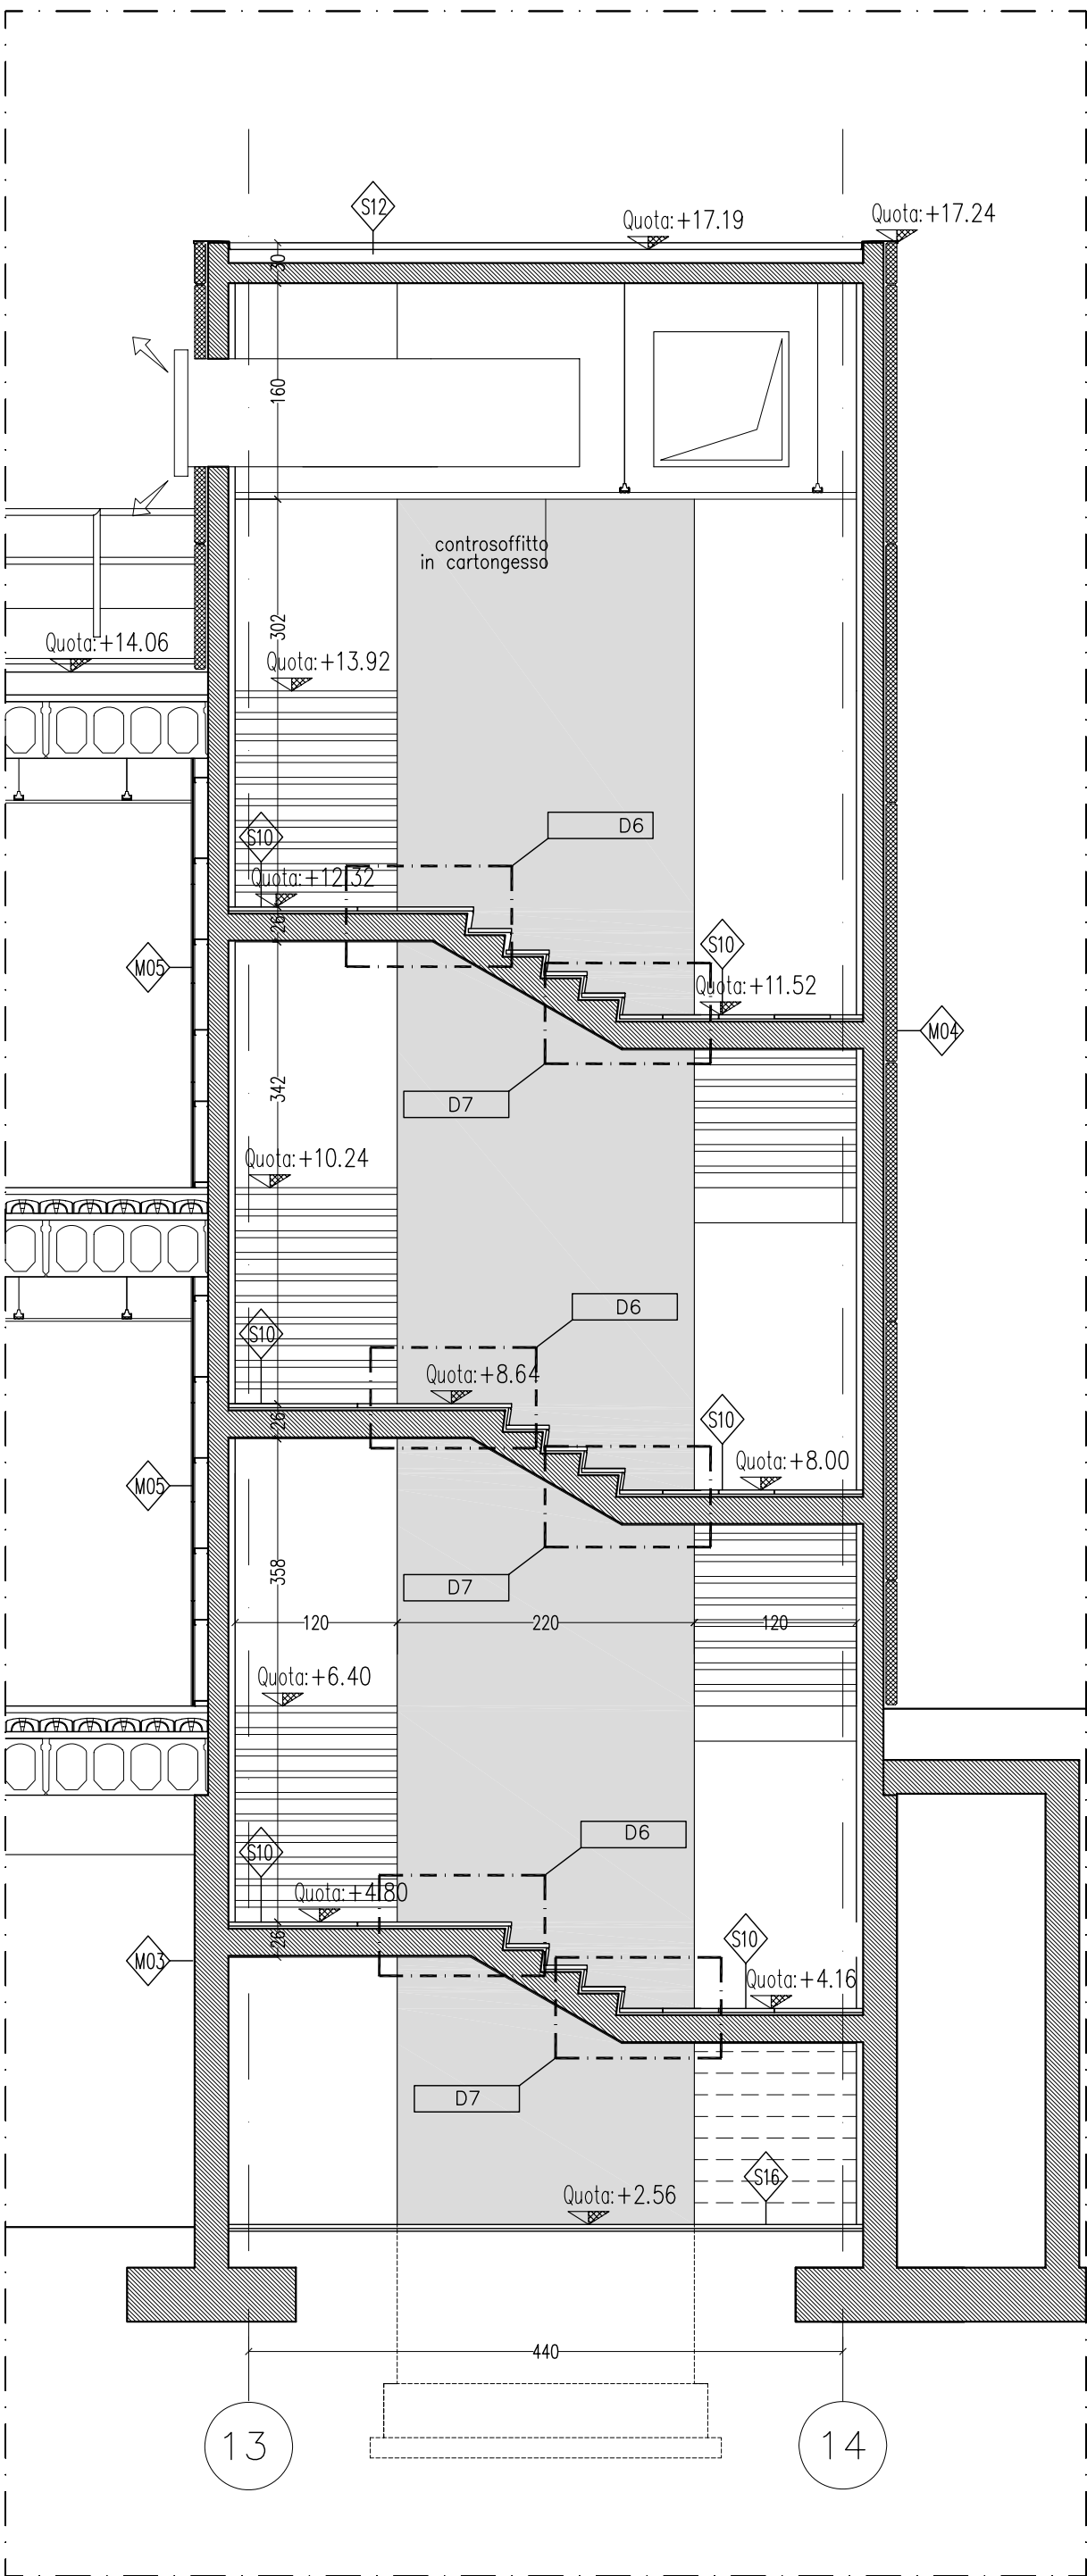 S12
Quota:+17.19
Quota:+17.24
30
160
controsoffitto
in cartongesso
302
Quota:+14.06
Quota:+13.92
D6
S10
Quota:+12.32
26
S10
M05
Quota:+11.52
M04
342
D7
Quota:+10.24
D6
S10
Quota:+8.64
26
S10
Quota:+8.00
M05
358
D7
120
220
120
Quota:+6.40
D6
S10
Quota:+4.80
26
S10
M03
Quota:+4.16
D7
S16
Quota:+2.56
440
13
14